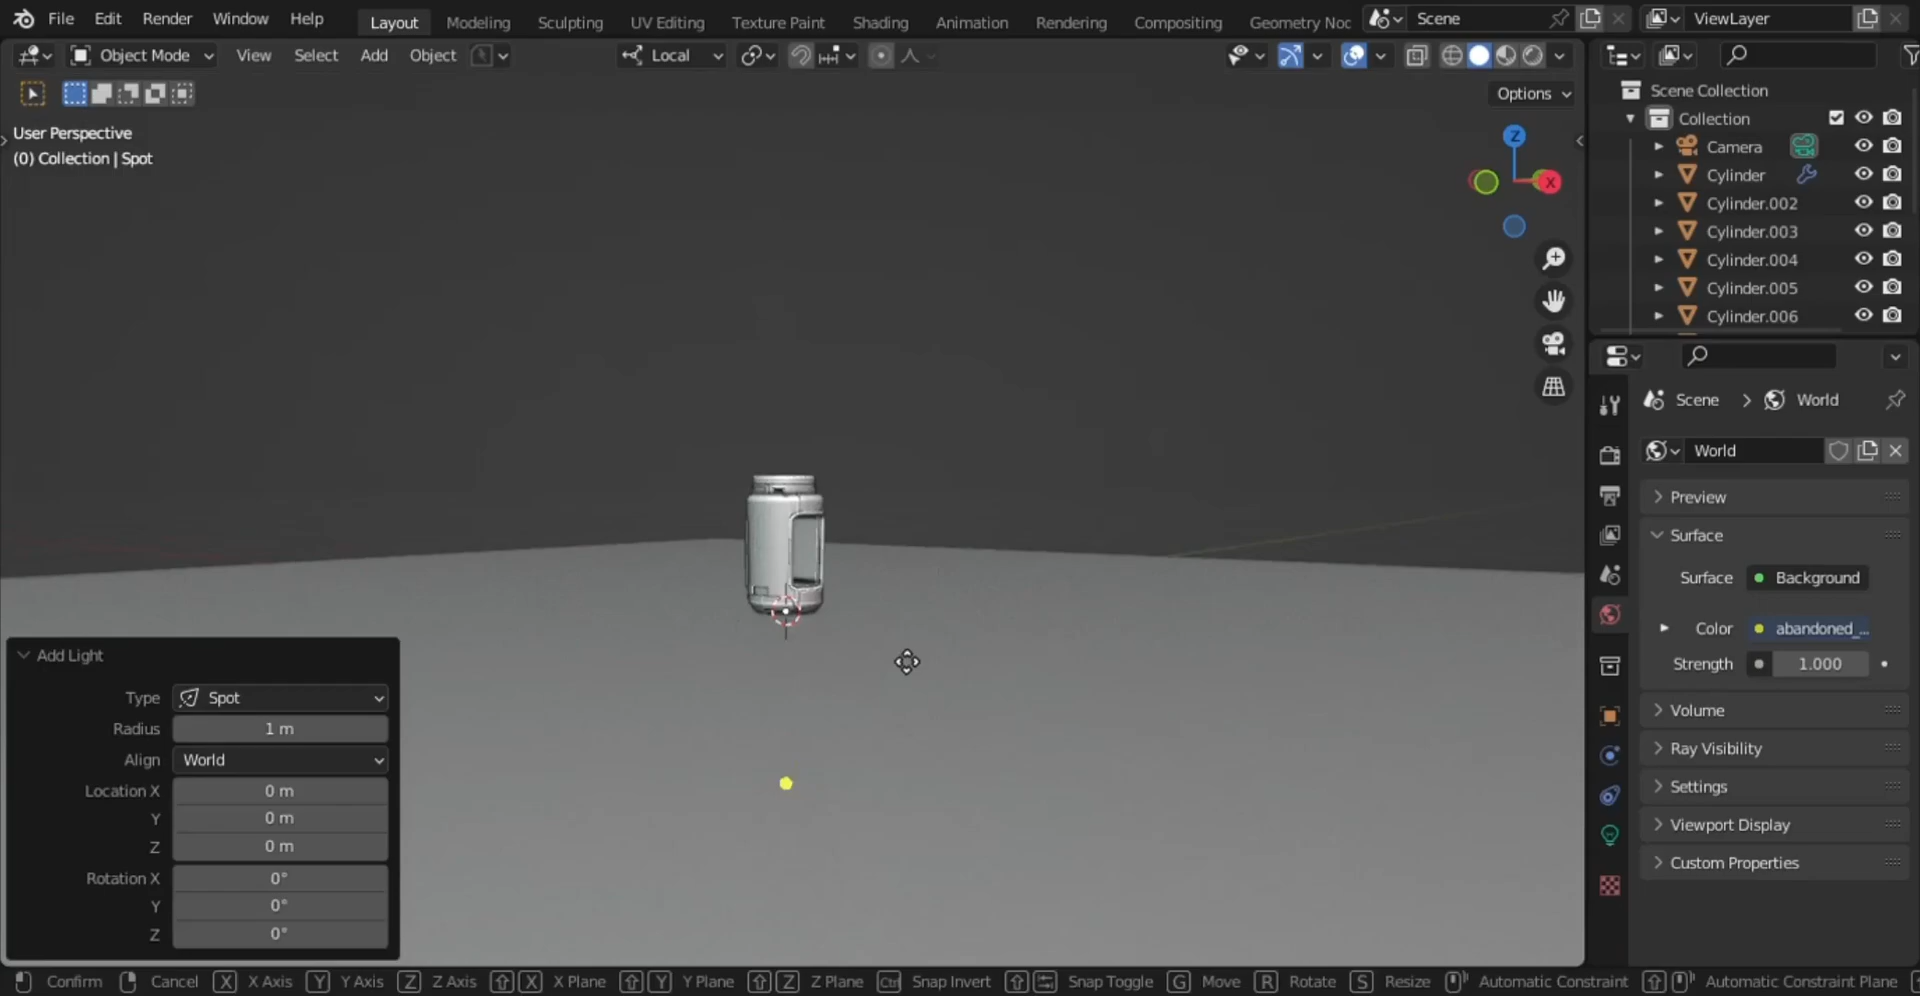 File Edit Render Window Help Layout Modeling Sculpting UV Editing Texture Paint Shading Animation Rendering Compositing Geometry Noc Scene ViewLayer
Object Mode View Select Add Object Local
Options
User Perspective
(0) Collection | Spot
Z
X
Scene Collection
Collection
Camera
Cylinder
Cylinder.002
Cylinder.003
Cylinder.004
Cylinder.005
Cylinder.006
Scene > World
World
Preview
Surface
Surface Background
Color abandoned_...
Strength 1.000
Volume
Ray Visibility
Settings
Viewport Display
Custom Properties
Add Light
Type Spot
Radius 1 m
Align World
Location X 0 m
Y 0 m
Z 0 m
Rotation X 0°
Y 0°
Z 0°
Confirm Cancel X X Axis Y Y Axis Z Z Axis X X Plane Y Y Plane Z Z Plane Ctrl Snap Invert Snap Toggle G Move R Rotate S Resize Automatic Constraint Automatic Constraint Plane